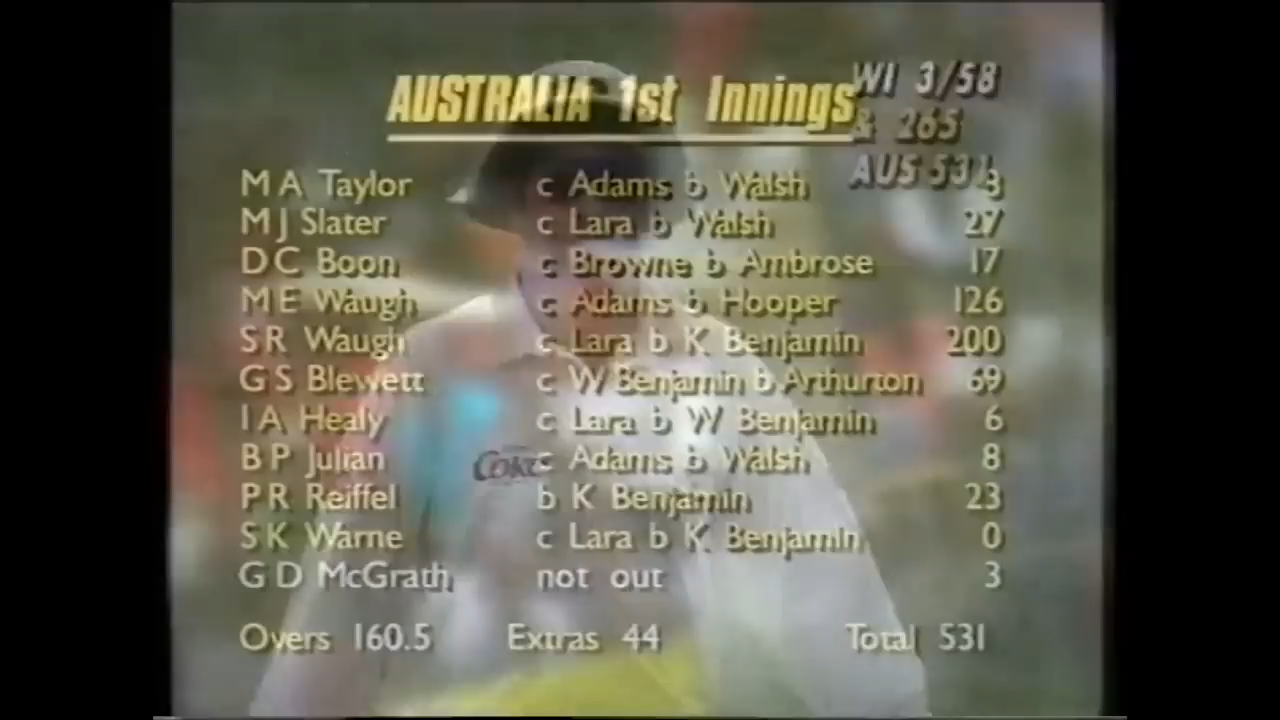 AUSTRALIA 1st Innings
WI 3/58
& 265
AUS 531
M A Taylor c Adams b Walsh 8
M J Slater c Lara b Walsh 27
D C Boon c Browne b Ambrose 17
M E Waugh c Adams b Hooper 126
S R Waugh c Lara b K Benjamin 200
G S Blewett c W Benjamin b Arthurton 69
I A Healy c Lara b W Benjamin 6
B P Julian c Adams b Walsh 8
Coke
P R Reiffel b K Benjamin 23
S K Warne c Lara b K Benjamin 0
G D McGrath not out 3
Overs 160.5 Extras 44 Total 531